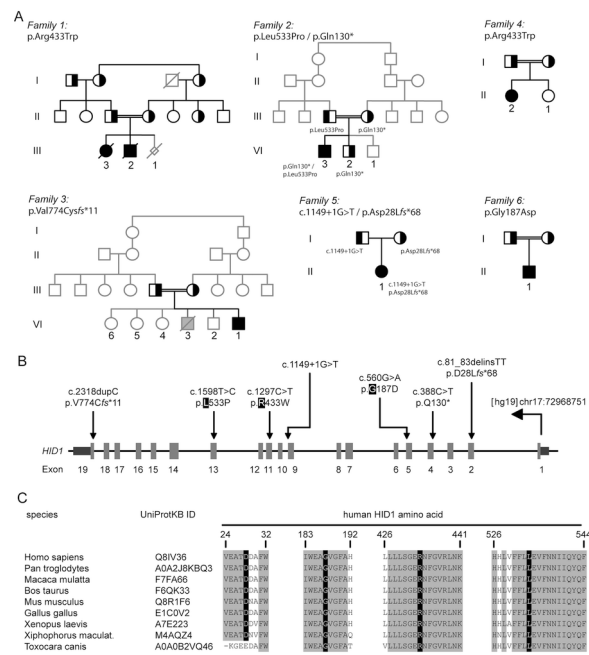 A
Family 1:
p.Arg433Trp
I
II
III
3 2 1
Family 2:
p.Leu533Pro / p.Gln130*
I
II
III
p.Leu533Pro p.Gln130*
VI
3 2 1
p.Gln130* / p.Leu533Pro
p.Gln130*
Family 4:
p.Arg433Trp
I
II
2 1
Family 3:
p.Val774Cysfs*11
I
II
III
VI
6 5 4 3 2 1
Family 5:
c.1149+1G>T / p.Asp28Lfs*68
I
c.1149+1G>T p.Asp28Lfs*68
II
1
c.1149+1G>T
p.Asp28Lfs*68
Family 6:
p.Gly187Asp
I
II
1
B
c.2318dupC
p.V774Cfs*11
c.1598T>C
p.L533P
c.1297C>T
p.R433W
c.1149+1G>T
c.560G>A
p.G187D
c.388C>T
p.Q130*
c.81_83delinsTT
p.D28Lfs*68
[hg19] chr17:72968751
HID1
Exon 19 18 17 16 15 14 13 12 11 10 9 8 7 6 5 4 3 2 1
C
species UniProtKB ID human HID1 amino acid
24 32 183 192 426 441 526 544
Homo sapiens Q8IV36 VEATDDAFW IWEAGVGFAH LLLLSGERNFGVRLNK HHLVFFLLEVFNNIIQYQF
Pan troglodytes A0A2J8KBQ3
Macaca mulatta F7FA66
Bos taurus F6QK33
Mus musculus Q8R1F6
Gallus gallus E1C0V2
Xenopus laevis A7E223
Xiphophorus maculat. M4AQZ4
Toxocara canis A0A0B2VQ46